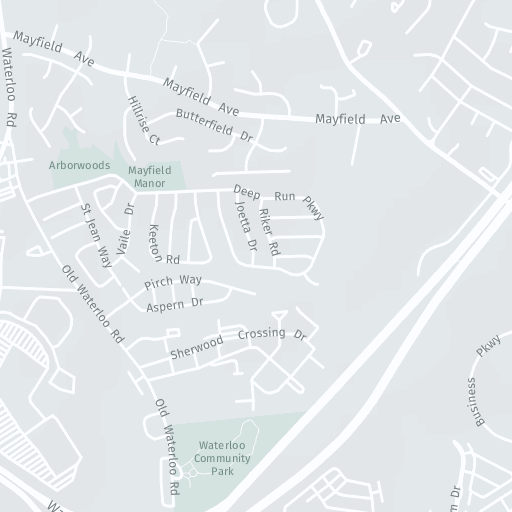 Mayfield Ave
Waterloo Rd
Mayfield Ave
Mayfield Ave
Hillrise Ct
Butterfield Dr
Arborwoods
Mayfield
Manor
Deep Run Pkwy
St Jean Way
Vaile Dr
Keeton Rd
Joetta Dr
Riker Rd
Old Waterloo Rd
Pirch Way
Aspern Dr
Sherwood Crossing Dr
Old Waterloo Rd
Waterloo
Community
Park
Business Pkwy
m Dr
Wa